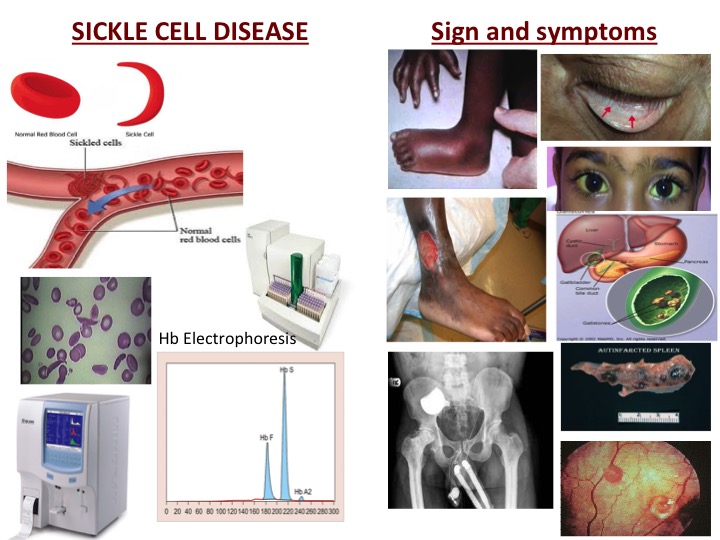 SICKLE CELL DISEASE
Normal Red Blood Cell
Sickle Cell
Sickled cells
Normal
red blood cells
Hb Electrophoresis
Hb S
Hb F
Hb A2
0 20 40 60 80 100 120 140 160 180 200 220 240 260 280 300
Sign and symptoms
Liver
Stomach
Cystic
duct
Pancreas
Gallbladder
Common
bile duct
Gallstones
AUTINFARCTED SPLEEN